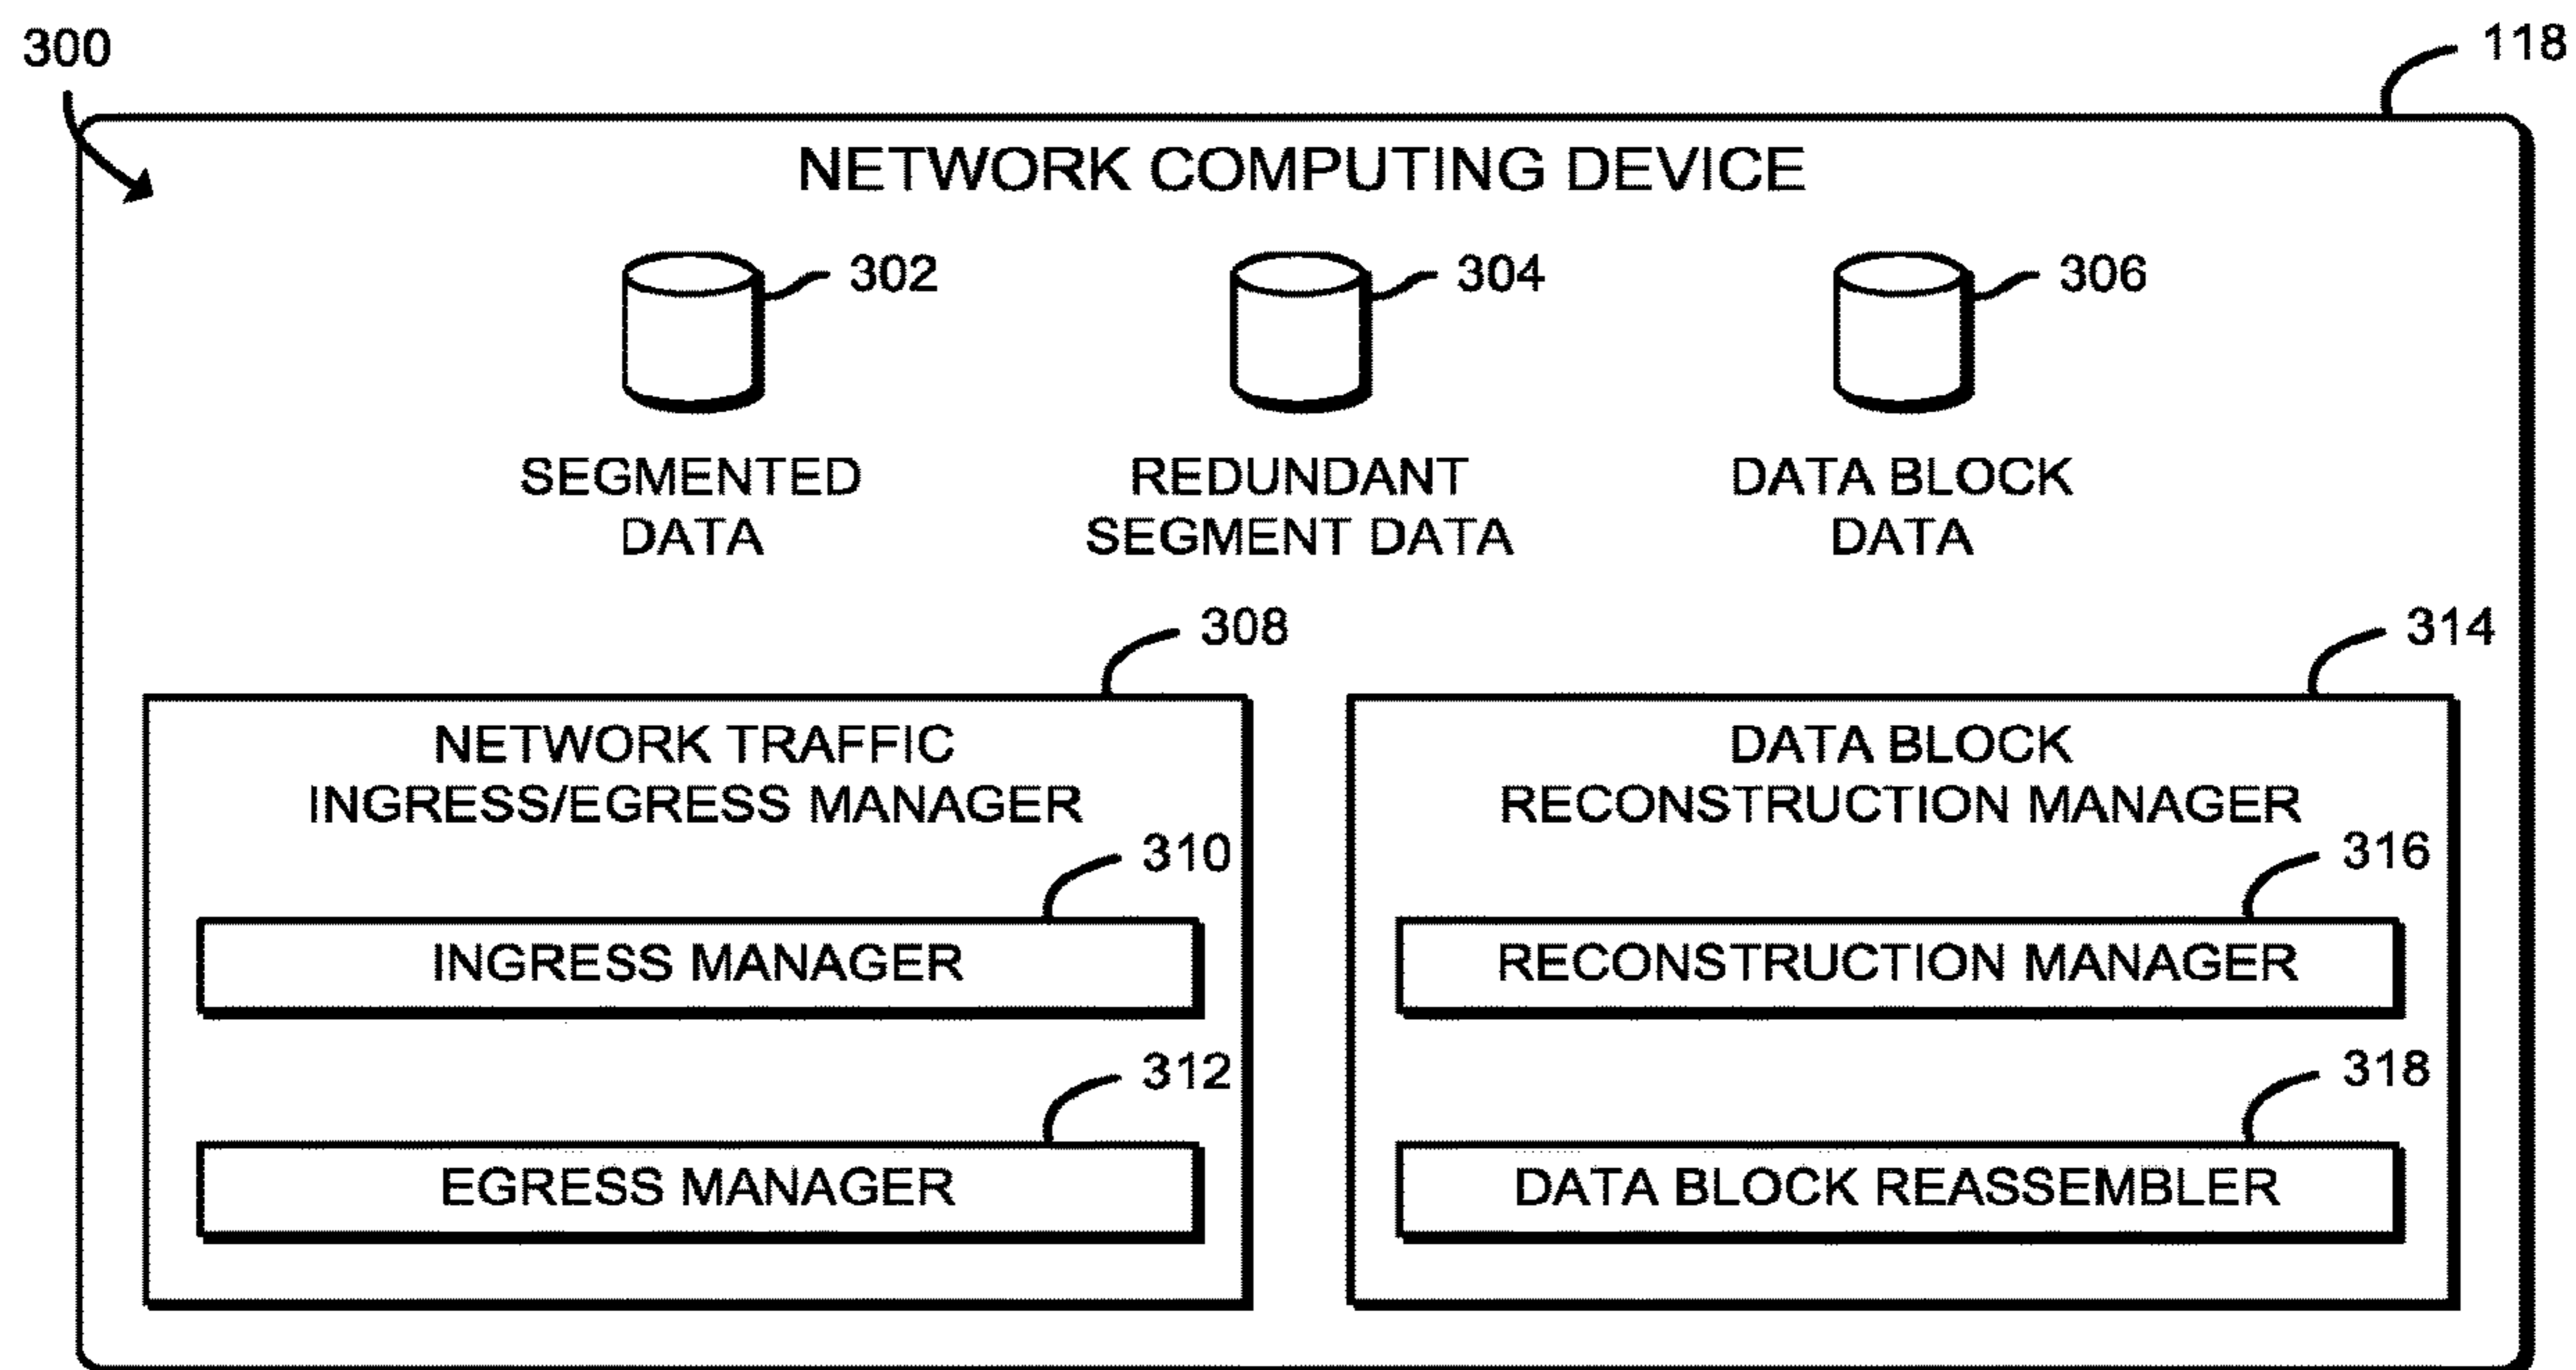 300
118
NETWORK COMPUTING DEVICE
302
304
306
SEGMENTED
DATA
REDUNDANT
SEGMENT DATA
DATA BLOCK
DATA
308
314
NETWORK TRAFFIC
INGRESS/EGRESS MANAGER
310
INGRESS MANAGER
312
EGRESS MANAGER
DATA BLOCK
RECONSTRUCTION MANAGER
316
RECONSTRUCTION MANAGER
318
DATA BLOCK REASSEMBLER